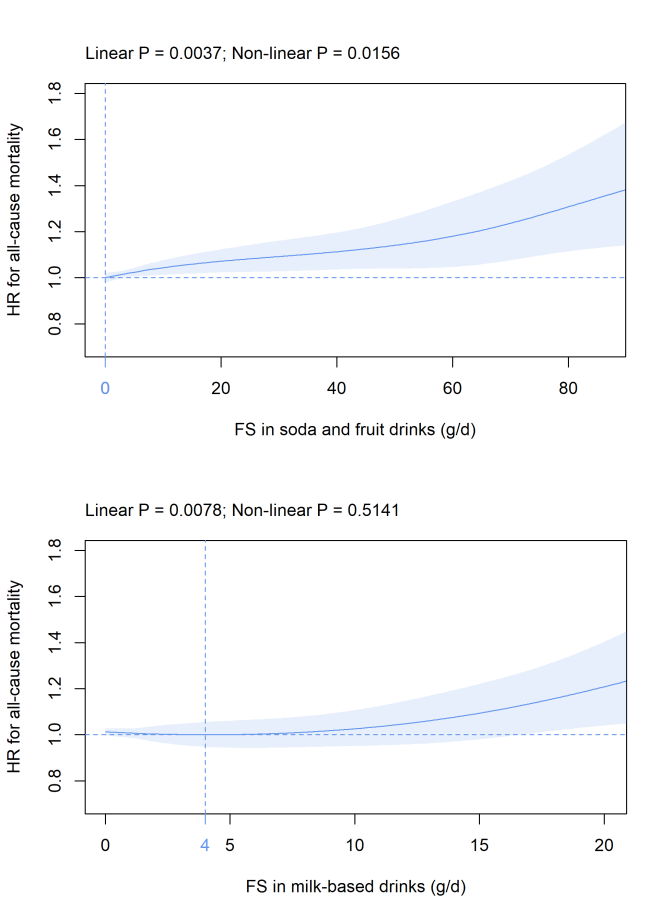 Linear P = 0.0037; Non-linear P = 0.0156
HR for all-cause mortality
1.8
1.6
1.4
1.2
1.0
0.8
0 20 40 60 80
FS in soda and fruit drinks (g/d)
Linear P = 0.0078; Non-linear P = 0.5141
HR for all-cause mortality
1.8
1.6
1.4
1.2
1.0
0.8
0 4 5 10 15 20
FS in milk-based drinks (g/d)